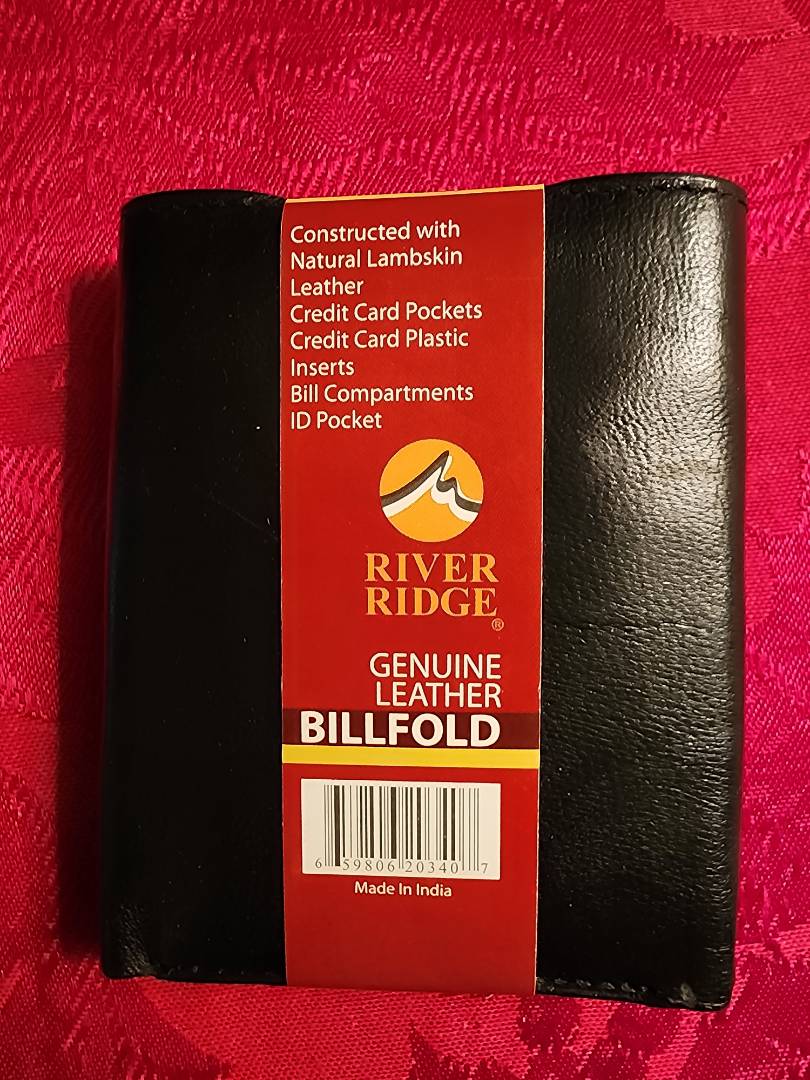 Constructed with
Natural Lambskin
Leather
Credit Card Pockets
Credit Card Plastic
Inserts
Bill Compartments
ID Pocket
RIVER
RIDGE
®
GENUINE
LEATHER
BILLFOLD
6 59806 20340 7
Made In India